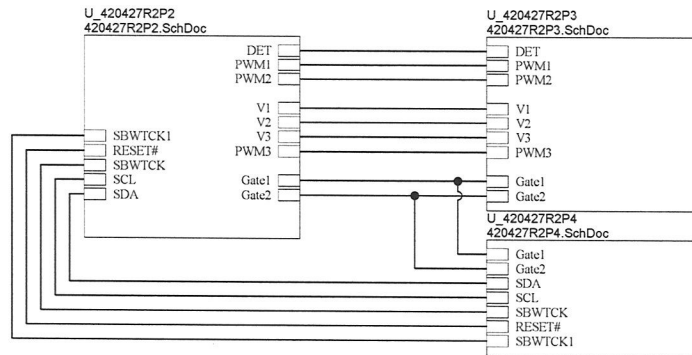 U_420427R2P2
420427R2P2.SchDoc
DET
PWM1
PWM2
V1
V2
V3
PWM3
Gate1
Gate2
SBWTCK1
RESET#
SBWTCK
SCL
SDA
U_420427R2P3
420427R2P3.SchDoc
DET
PWM1
PWM2
V1
V2
V3
PWM3
Gate1
Gate2
U_420427R2P4
420427R2P4.SchDoc
Gate1
Gate2
SDA
SCL
SBWTCK
RESET#
SBWTCK1